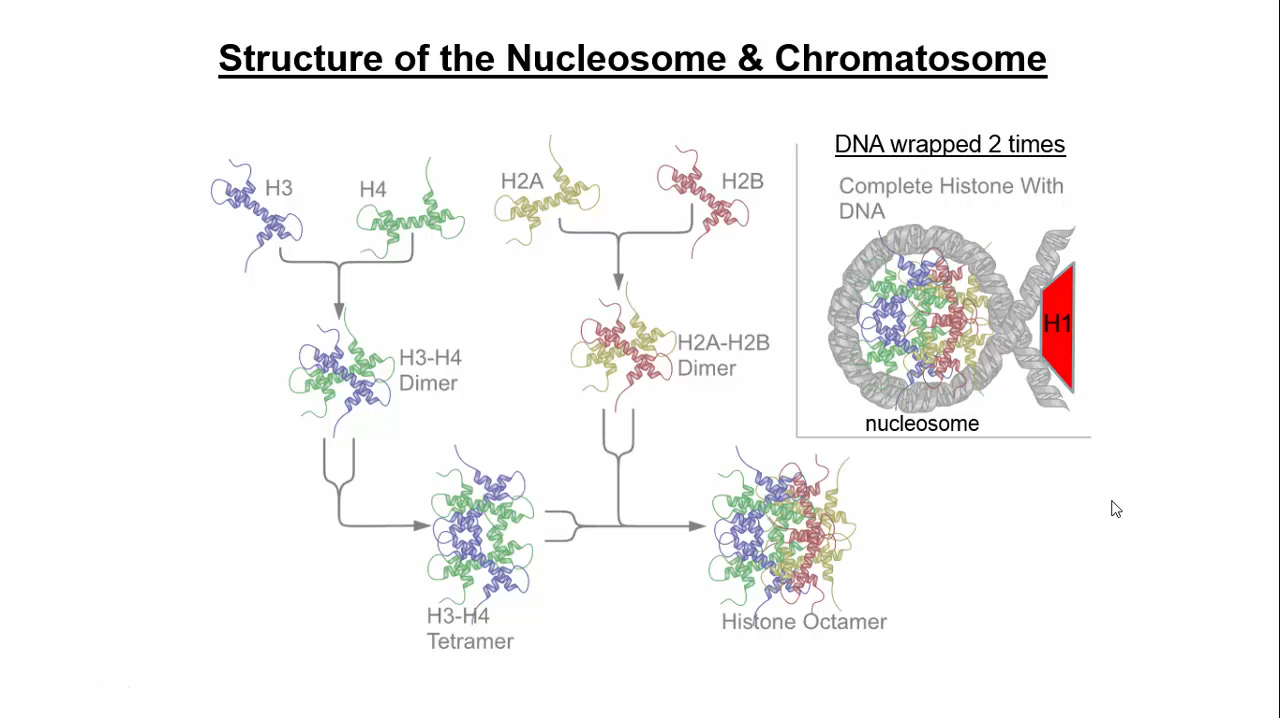 Structure of the Nucleosome & Chromatosome
H3
H4
H2A
H2B
H3-H4
Dimer
H2A-H2B
Dimer
H3-H4
Tetramer
Histone Octamer
DNA wrapped 2 times
Complete Histone With
DNA
H1
nucleosome